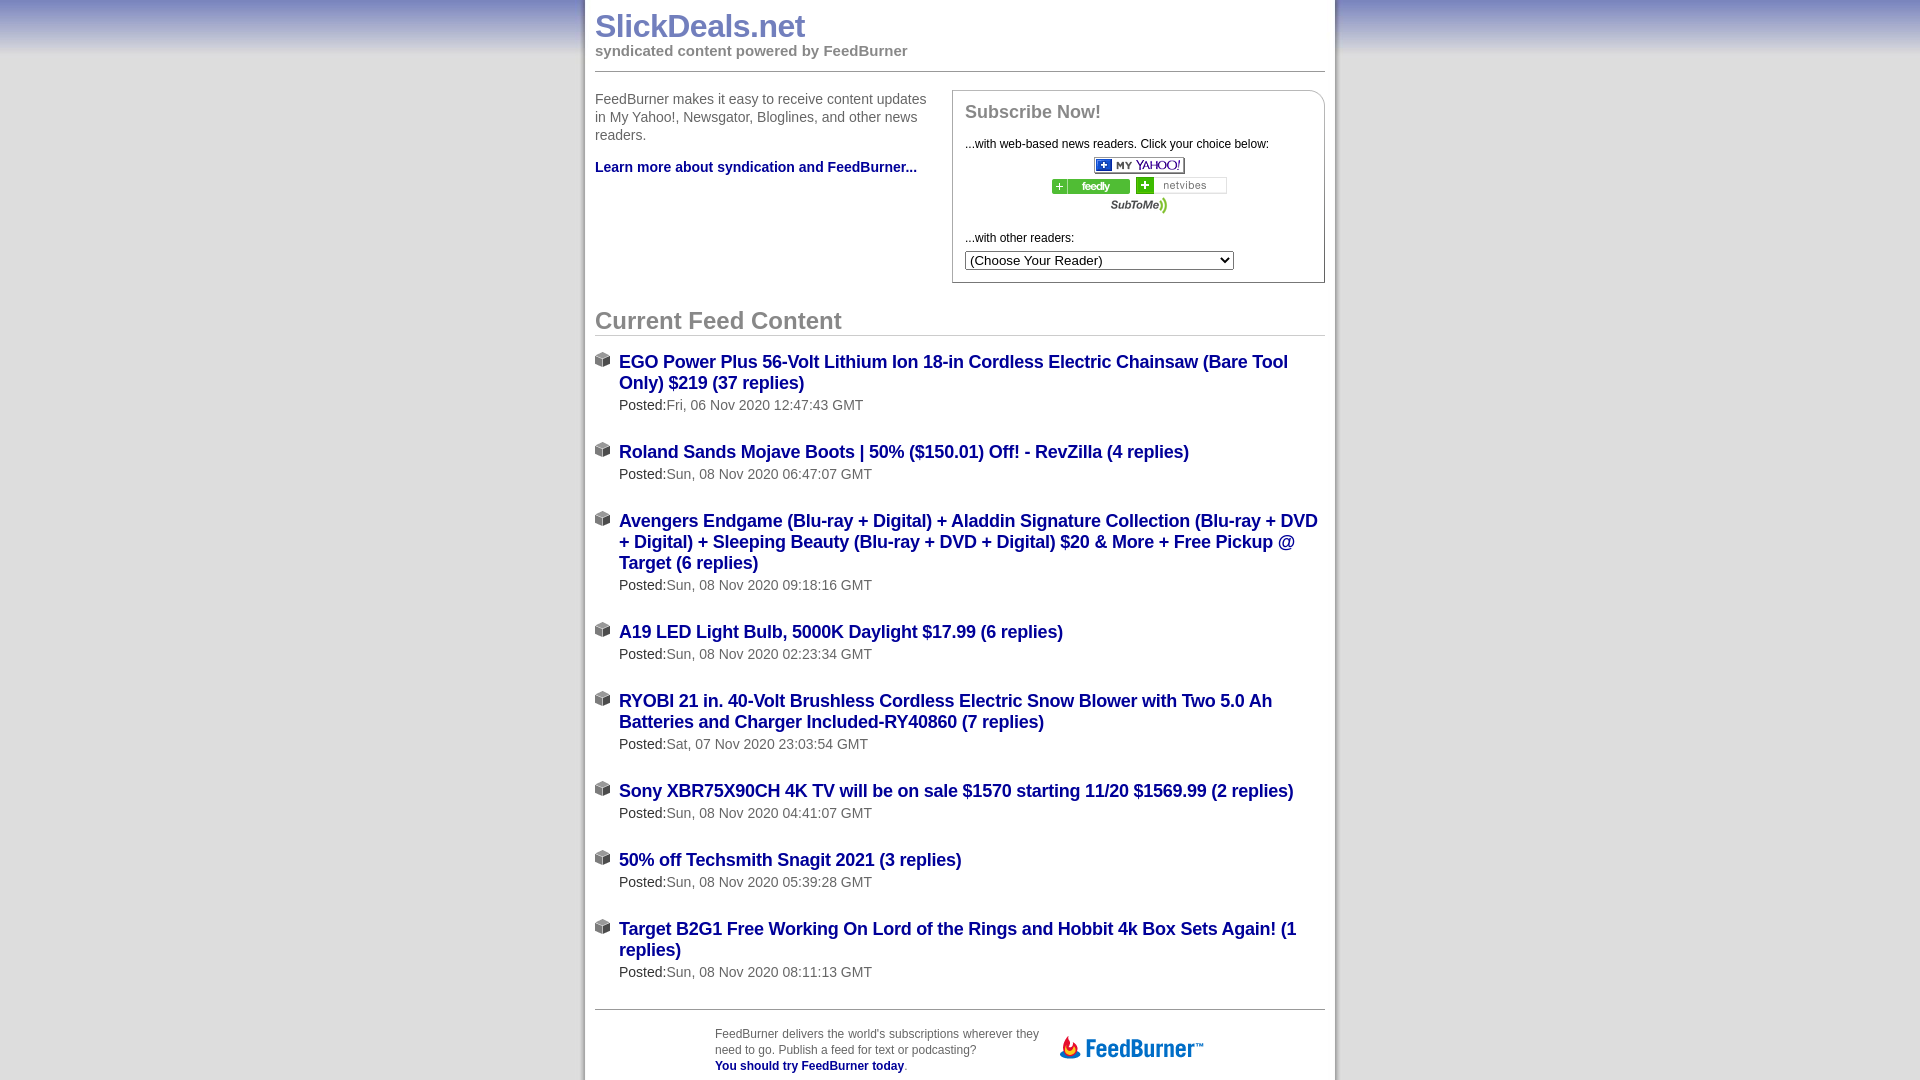 SlickDeals.net
syndicated content powered by FeedBurner
FeedBurner makes it easy to receive content updates
in My Yahoo!, Newsgator, Bloglines, and other news
readers.
Learn more about syndication and FeedBurner...
Subscribe Now!
...with web-based news readers. Click your choice below:
MY YAHOO!
feedly
netvibes
SubToMe
...with other readers:
(Choose Your Reader)
Current Feed Content
EGO Power Plus 56-Volt Lithium Ion 18-in Cordless Electric Chainsaw (Bare Tool
Only) $219 (37 replies)
Posted:Fri, 06 Nov 2020 12:47:43 GMT
Roland Sands Mojave Boots | 50% ($150.01) Off! - RevZilla (4 replies)
Posted:Sun, 08 Nov 2020 06:47:07 GMT
Avengers Endgame (Blu-ray + Digital) + Aladdin Signature Collection (Blu-ray + DVD
+ Digital) + Sleeping Beauty (Blu-ray + DVD + Digital) $20 & More + Free Pickup @
Target (6 replies)
Posted:Sun, 08 Nov 2020 09:18:16 GMT
A19 LED Light Bulb, 5000K Daylight $17.99 (6 replies)
Posted:Sun, 08 Nov 2020 02:23:34 GMT
RYOBI 21 in. 40-Volt Brushless Cordless Electric Snow Blower with Two 5.0 Ah
Batteries and Charger Included-RY40860 (7 replies)
Posted:Sat, 07 Nov 2020 23:03:54 GMT
Sony XBR75X90CH 4K TV will be on sale $1570 starting 11/20 $1569.99 (2 replies)
Posted:Sun, 08 Nov 2020 04:41:07 GMT
50% off Techsmith Snagit 2021 (3 replies)
Posted:Sun, 08 Nov 2020 05:39:28 GMT
Target B2G1 Free Working On Lord of the Rings and Hobbit 4k Box Sets Again! (1
replies)
Posted:Sun, 08 Nov 2020 08:11:13 GMT
FeedBurner delivers the world's subscriptions wherever they
need to go. Publish a feed for text or podcasting?
You should try FeedBurner today.
FeedBurner™